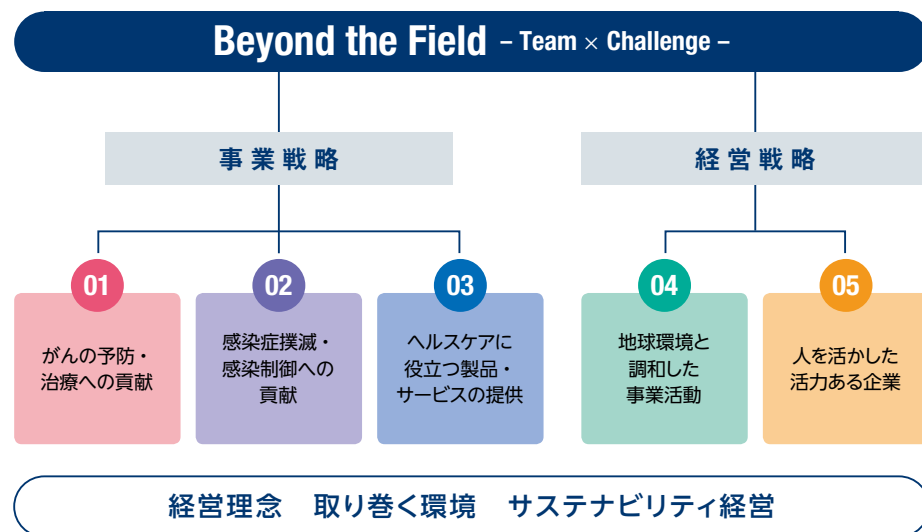 Beyond the Field – Team × Challenge –
事業戦略
経営戦略
01
02
03
04
05
がんの予防・
治療への貢献
感染症撲滅・
感染制御への
貢献
ヘルスケアに
役立つ製品・
サービスの提供
地球環境と
調和した
事業活動
人を活かした
活力ある企業
経営理念 取り巻く環境 サステナビリティ経営